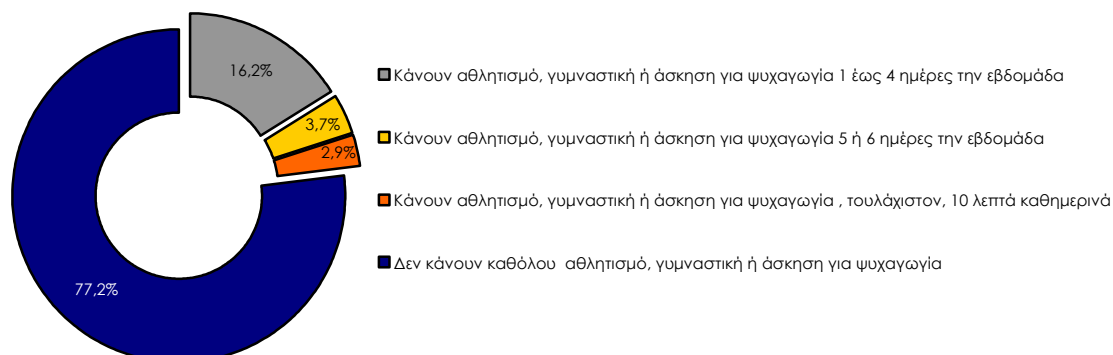 16,2%
Κάνουν αθλητισμό, γυμναστική ή άσκηση για ψυχαγωγία 1 έως 4 ημέρες την εβδομάδα
3,7%
Κάνουν αθλητισμό, γυμναστική ή άσκηση για ψυχαγωγία 5 ή 6 ημέρες την εβδομάδα
2,9%
Κάνουν αθλητισμό, γυμναστική ή άσκηση για ψυχαγωγία , τουλάχιστον, 10 λεπτά καθημερινά
Δεν κάνουν καθόλου  αθλητισμό, γυμναστική ή άσκηση για ψυχαγωγία
77,2%